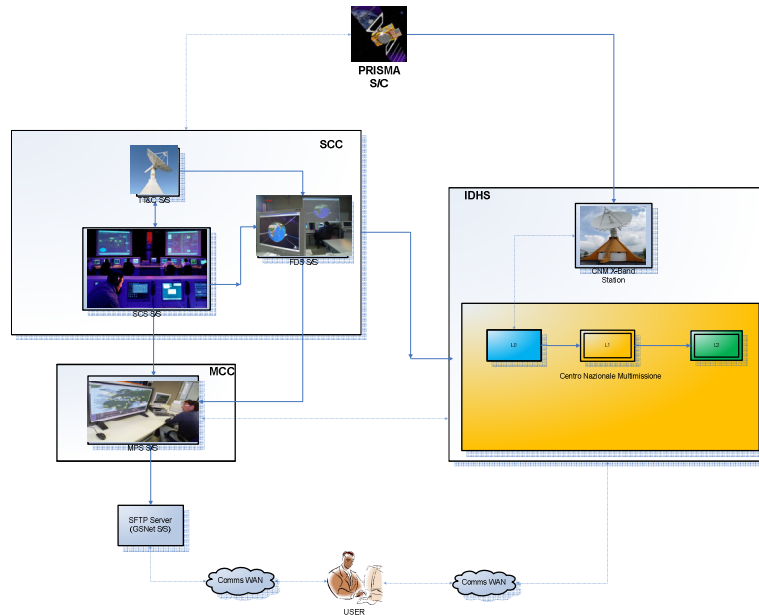 PRISMA
S/C
SCC
TT&C S/S
FDS S/S
SCS S/S
IDHS
CNM X-Band
Station
L0
L1
L2
Centro Nazionale Multimissione
MCC
MPS S/S
SFTP Server
(GSNet S/S)
Comms WAN
Comms WAN
USER